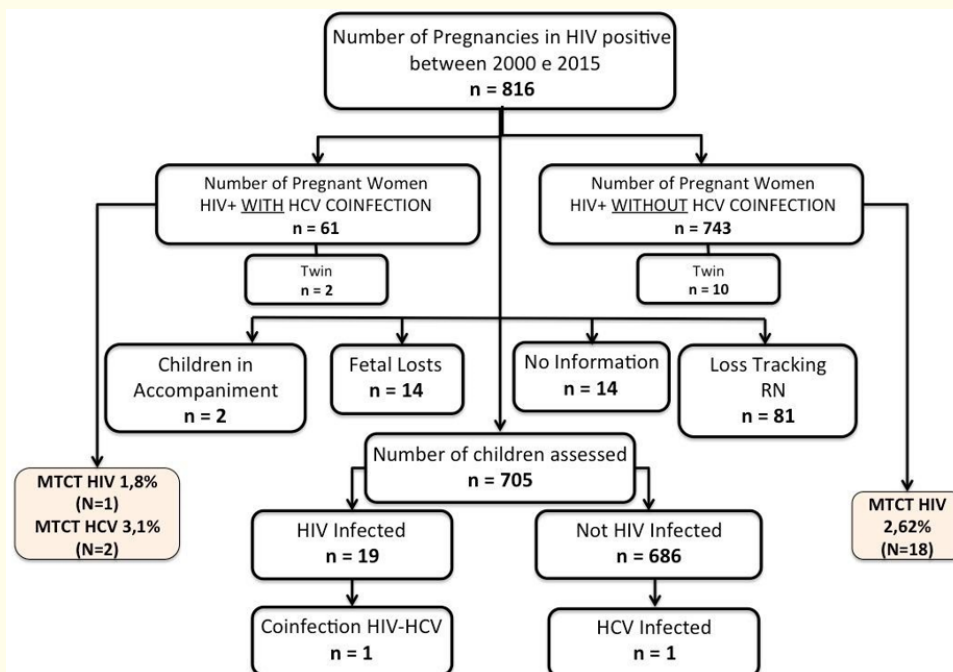 Number of Pregnancies in HIV positive
between 2000 e 2015
n = 816
Number of Pregnant Women
HIV+ WITH HCV COINFECTION
n = 61
Number of Pregnant Women
HIV+ WITHOUT HCV COINFECTION
n = 743
Twin
n = 2
Twin
n = 10
Children in
Accompaniment
n = 2
Fetal Losts
n = 14
No Information
n = 14
Loss Tracking
RN
n = 81
Number of children assessed
n = 705
MTCT HIV 1,8%
(N=1)
MTCT HCV 3,1%
(N=2)
HIV Infected
n = 19
Not HIV Infected
n = 686
MTCT HIV
2,62%
(N=18)
Coinfection HIV-HCV
n = 1
HCV Infected
n = 1